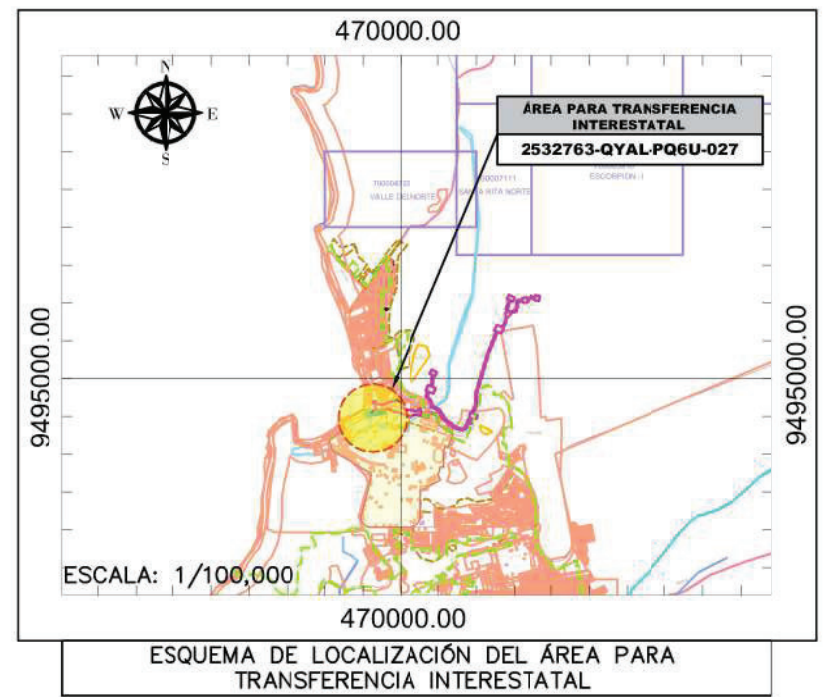 470000.00
N
W
E
S
ÁREA PARA TRANSFERENCIA
INTERESTATAL
2532763-QYAL-PQ6U-027
VALLE DEL NORTE
SANTA RITA NORTE
ESCORPION-I
9495000.00
9495000.00
ESCALA: 1/100,000
470000.00
ESQUEMA DE LOCALIZACIÓN DEL ÁREA PARA
TRANSFERENCIA INTERESTATAL